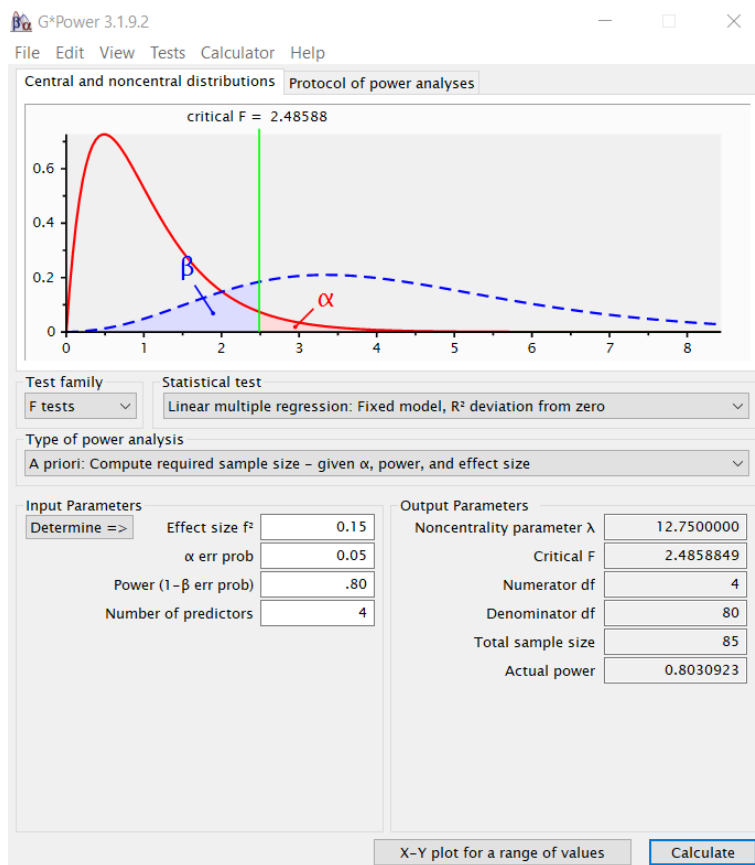 G*Power 3.1.9.2
File Edit View Tests Calculator Help
Central and noncentral distributions Protocol of power analyses
critical F = 2.48588
0.6
0.4
0.2
0
β
α
0 1 2 3 4 5 6 7 8
Test family Statistical test
F tests Linear multiple regression: Fixed model, R² deviation from zero
Type of power analysis
A priori: Compute required sample size – given α, power, and effect size
Input Parameters Output Parameters
Determine => Effect size f² 0.15 Noncentrality parameter λ 12.7500000
α err prob 0.05 Critical F 2.4858849
Power (1-β err prob) .80 Numerator df 4
Number of predictors 4 Denominator df 80
Total sample size 85
Actual power 0.8030923
X-Y plot for a range of values Calculate